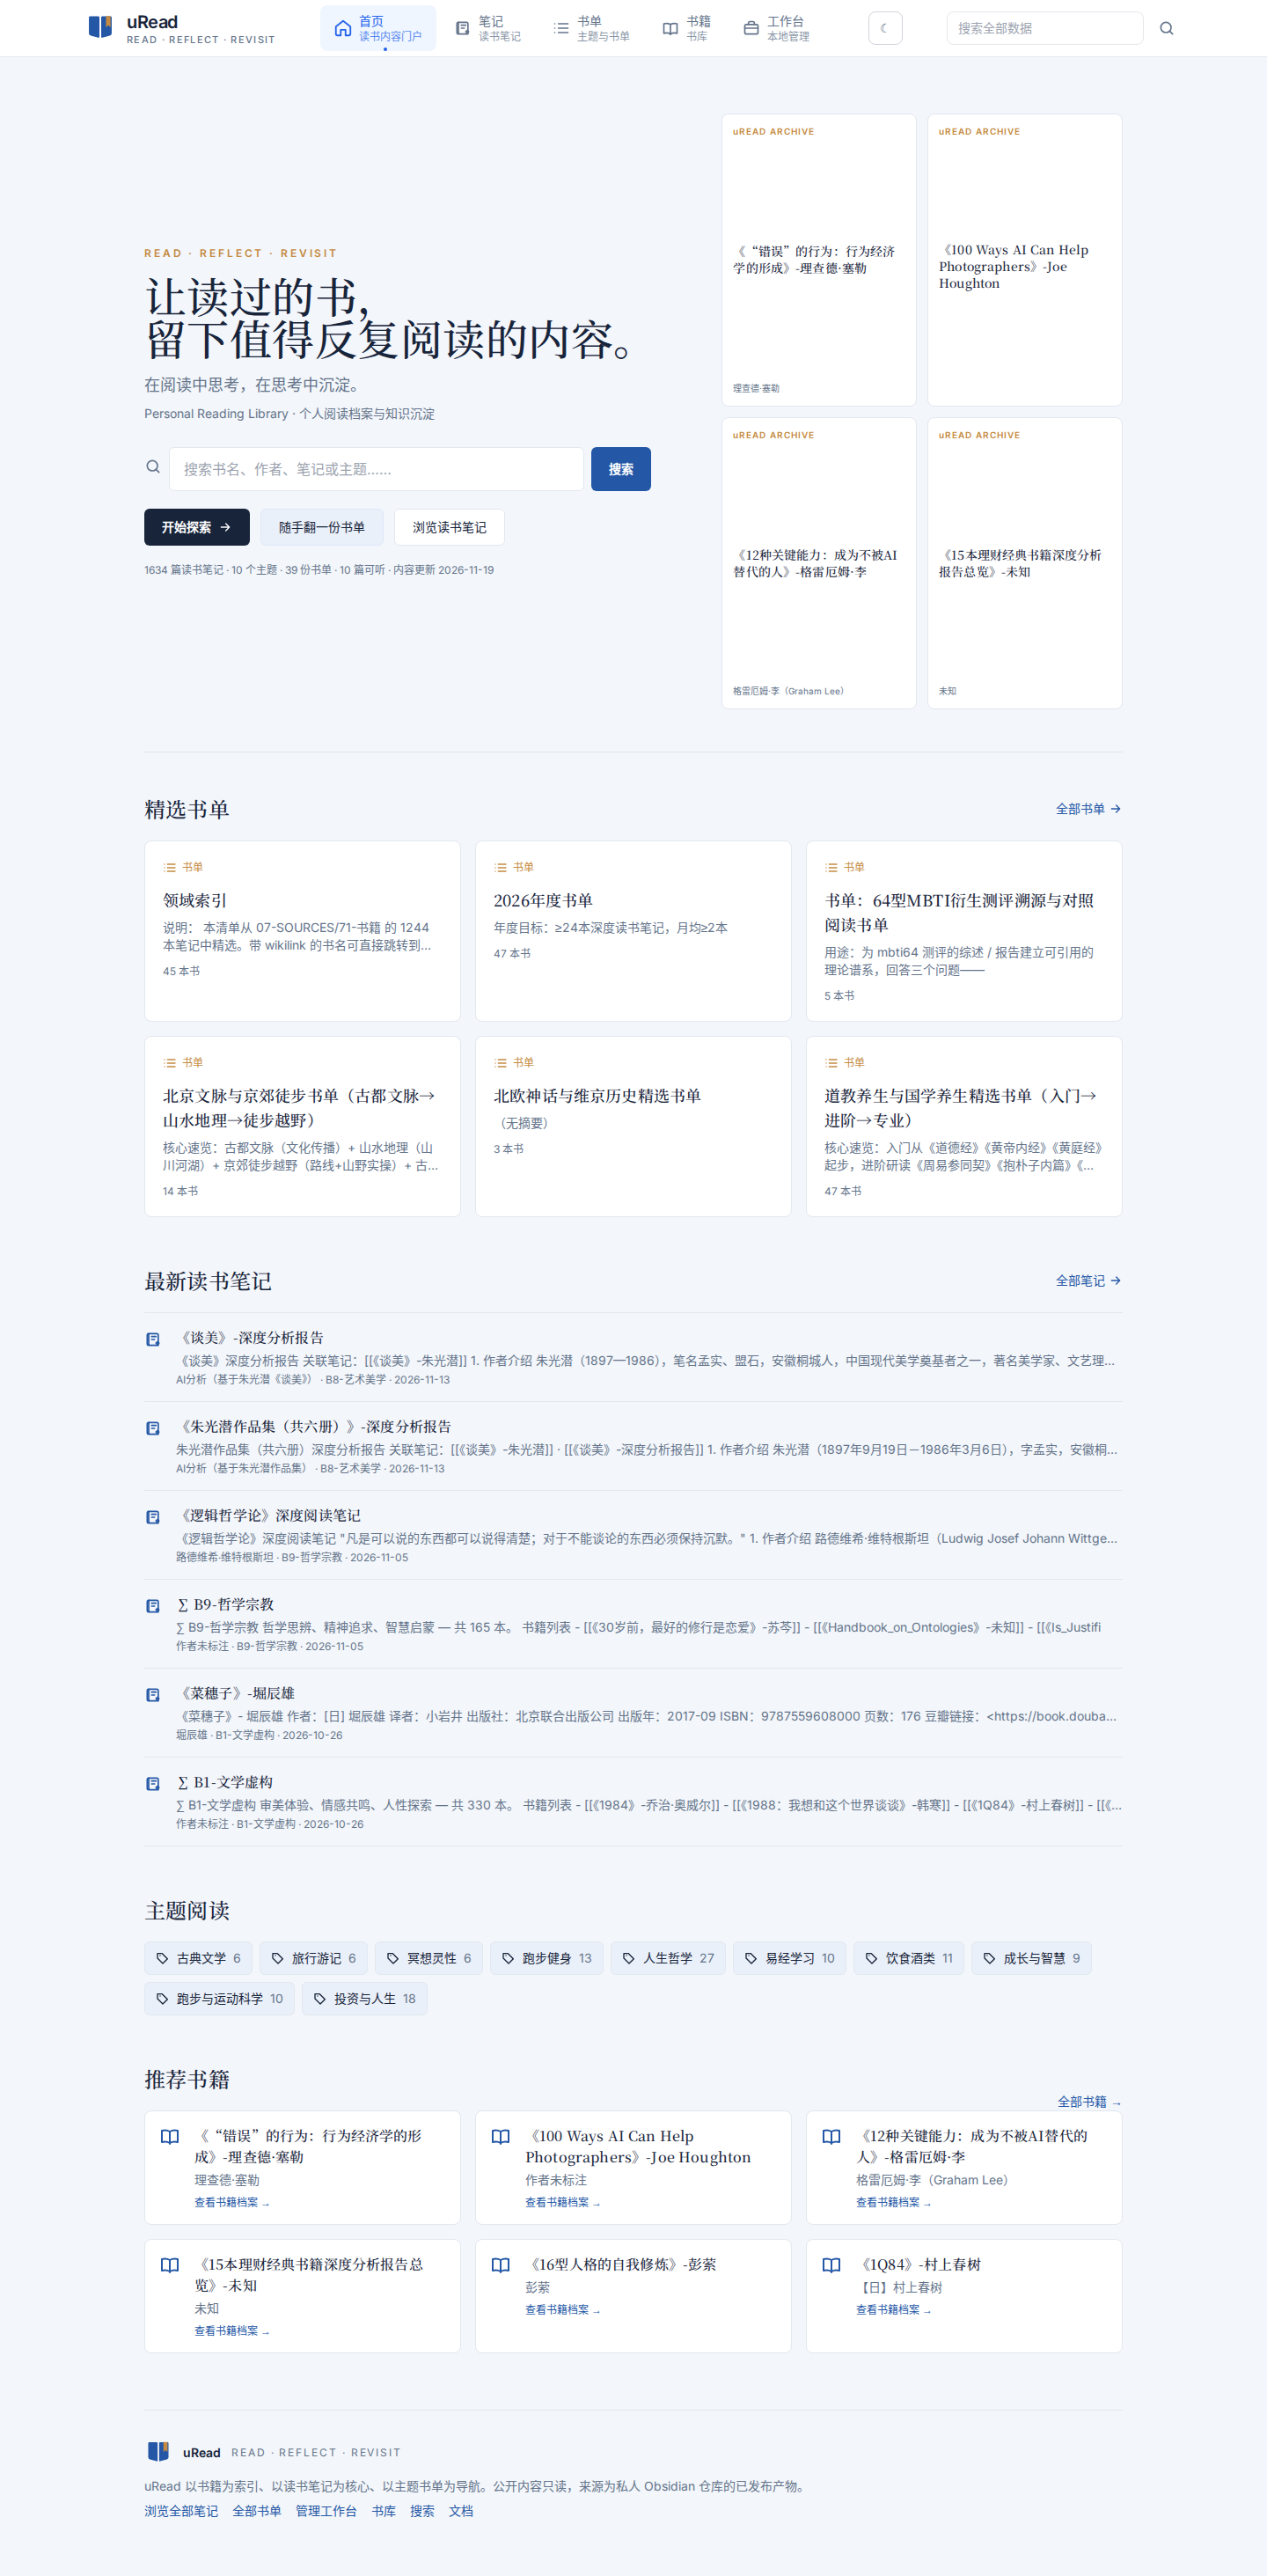 uRead
READ · REFLECT · REVISIT
首页
读书内容门户
笔记
读书笔记
书单
主题与书单
书籍
书库
工作台
本地管理
搜索全部数据
READ · REFLECT · REVISIT
让读过的书，
留下值得反复阅读的内容。
在阅读中思考，在思考中沉淀。
Personal Reading Library · 个人阅读档案与知识沉淀
搜索书名、作者、笔记或主题……
搜索
开始探索 →
随手翻一份书单
浏览读书笔记
1634 篇读书笔记 · 10 个主题 · 39 份书单 · 10 篇可听 · 内容更新 2026-11-19
uREAD ARCHIVE
《“错误”的行为：行为经济
学的形成》-理查德·塞勒
理查德·塞勒
uREAD ARCHIVE
《100 Ways AI Can Help
Photographers》-Joe
Houghton
uREAD ARCHIVE
《12种关键能力：成为不被AI
替代的人》-格雷厄姆·李
格雷厄姆·李（Graham Lee）
uREAD ARCHIVE
《15本理财经典书籍深度分析
报告总览》-未知
未知
精选书单
全部书单 →
书单
领域索引
说明： 本清单从 07-SOURCES/71-书籍 的 1244
本笔记中精选。带 wikilink 的书名可直接跳转到…
45 本书
书单
2026年度书单
年度目标：≥24本深度读书笔记，月均≥2本
47 本书
书单
书单：64型MBTI衍生测评溯源与对照
阅读书单
用途：为 mbti64 测评的综述 / 报告建立可引用的
理论谱系，回答三个问题——
5 本书
书单
北京文脉与京郊徒步书单（古都文脉→
山水地理→徒步越野）
核心速览：古都文脉（文化传播）+ 山水地理（山
川河湖）+ 京郊徒步越野（路线+山野实操）+ 古…
14 本书
书单
北欧神话与维京历史精选书单
（无摘要）
3 本书
书单
道教养生与国学养生精选书单（入门→
进阶→专业）
核心速览：入门从《道德经》《黄帝内经》《黄庭经》
起步，进阶研读《周易参同契》《抱朴子内篇》《…
47 本书
最新读书笔记
全部笔记 →
《谈美》-深度分析报告
《谈美》深度分析报告 关联笔记：[[《谈美》-朱光潜]] 1. 作者介绍 朱光潜（1897—1986），笔名孟实、盟石，安徽桐城人，中国现代美学奠基者之一，著名美学家、文艺理…
AI分析（基于朱光潜《谈美》） · B8-艺术美学 · 2026-11-13
《朱光潜作品集（共六册）》-深度分析报告
朱光潜作品集（共六册）深度分析报告 关联笔记：[[《谈美》-朱光潜]] · [[《谈美》-深度分析报告]] 1. 作者介绍 朱光潜（1897年9月19日－1986年3月6日），字孟实，安徽桐…
AI分析（基于朱光潜作品集） · B8-艺术美学 · 2026-11-13
《逻辑哲学论》深度阅读笔记
《逻辑哲学论》深度阅读笔记 "凡是可以说的东西都可以说得清楚；对于不能谈论的东西必须保持沉默。" 1. 作者介绍 路德维希·维特根斯坦（Ludwig Josef Johann Wittge…
路德维希·维特根斯坦 · B9-哲学宗教 · 2026-11-05
∑ B9-哲学宗教
∑ B9-哲学宗教 哲学思辨、精神追求、智慧启蒙 — 共 165 本。 书籍列表 - [[《30岁前，最好的修行是恋爱》-苏芩]] - [[《Handbook_on_Ontologies》-未知]] - [[《Is_Justifi
作者未标注 · B9-哲学宗教 · 2026-11-05
《菜穗子》-堀辰雄
《菜穗子》- 堀辰雄 作者：[日] 堀辰雄 译者：小岩井 出版社：北京联合出版公司 出版年：2017-09 ISBN：9787559608000 页数：176 豆瓣链接：<https://book.douba…
堀辰雄 · B1-文学虚构 · 2026-10-26
∑ B1-文学虚构
∑ B1-文学虚构 审美体验、情感共鸣、人性探索 — 共 330 本。 书籍列表 - [[《1984》-乔治·奥威尔]] - [[《1988：我想和这个世界谈谈》-韩寒]] - [[《1Q84》-村上春树]] - [[《…
作者未标注 · B1-文学虚构 · 2026-10-26
主题阅读
古典文学 6
旅行游记 6
冥想灵性 6
跑步健身 13
人生哲学 27
易经学习 10
饮食酒类 11
成长与智慧 9
跑步与运动科学 10
投资与人生 18
推荐书籍
全部书籍 →
《“错误”的行为：行为经济学的形
成》-理查德·塞勒
理查德·塞勒
查看书籍档案 →
《100 Ways AI Can Help
Photographers》-Joe Houghton
作者未标注
查看书籍档案 →
《12种关键能力：成为不被AI替代的
人》-格雷厄姆·李
格雷厄姆·李（Graham Lee）
查看书籍档案 →
《15本理财经典书籍深度分析报告总
览》-未知
未知
查看书籍档案 →
《16型人格的自我修炼》-彭萦
彭萦
查看书籍档案 →
《1Q84》-村上春树
【日】村上春树
查看书籍档案 →
uRead READ · REFLECT · REVISIT
uRead 以书籍为索引、以读书笔记为核心、以主题书单为导航。公开内容只读，来源为私人 Obsidian 仓库的已发布产物。
浏览全部笔记 全部书单 管理工作台 书库 搜索 文档